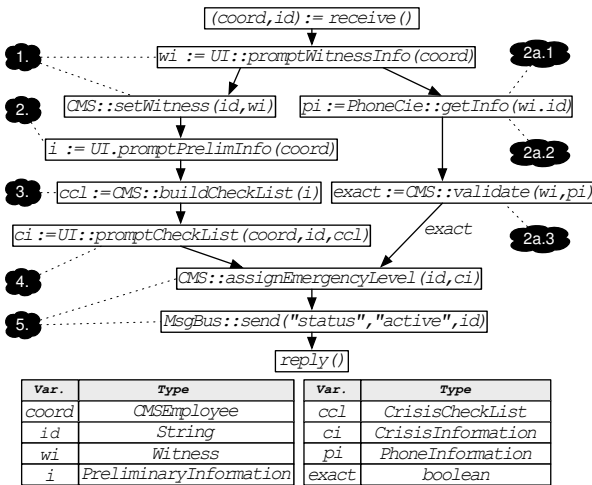 (coord,id):= receive()
1.
wi := UI::promptWitnessInfo(coord)
2a.1
CMS::setWitness(id,wi)
pi:=PhoneCie::getInfo(wi.id)
2.
i := UI.promptPrelimInfo(coord)
2a.2
3.
ccl:=CMS::buildCheckList(i)
exact:=CMS::validate(wi,pi)
ci:=UI::promptCheckList(coord,id,ccl)
exact
2a.3
4.
CMS::assignEmergencyLevel(id,ci)
5.
MsgBus::send("status","active",id)
reply()
Var. Type
coord CMSEmployee
id String
wi Witness
i PreliminaryInformation
Var. Type
ccl CrisisCheckList
ci CrisisInformation
pi PhoneInformation
exact boolean